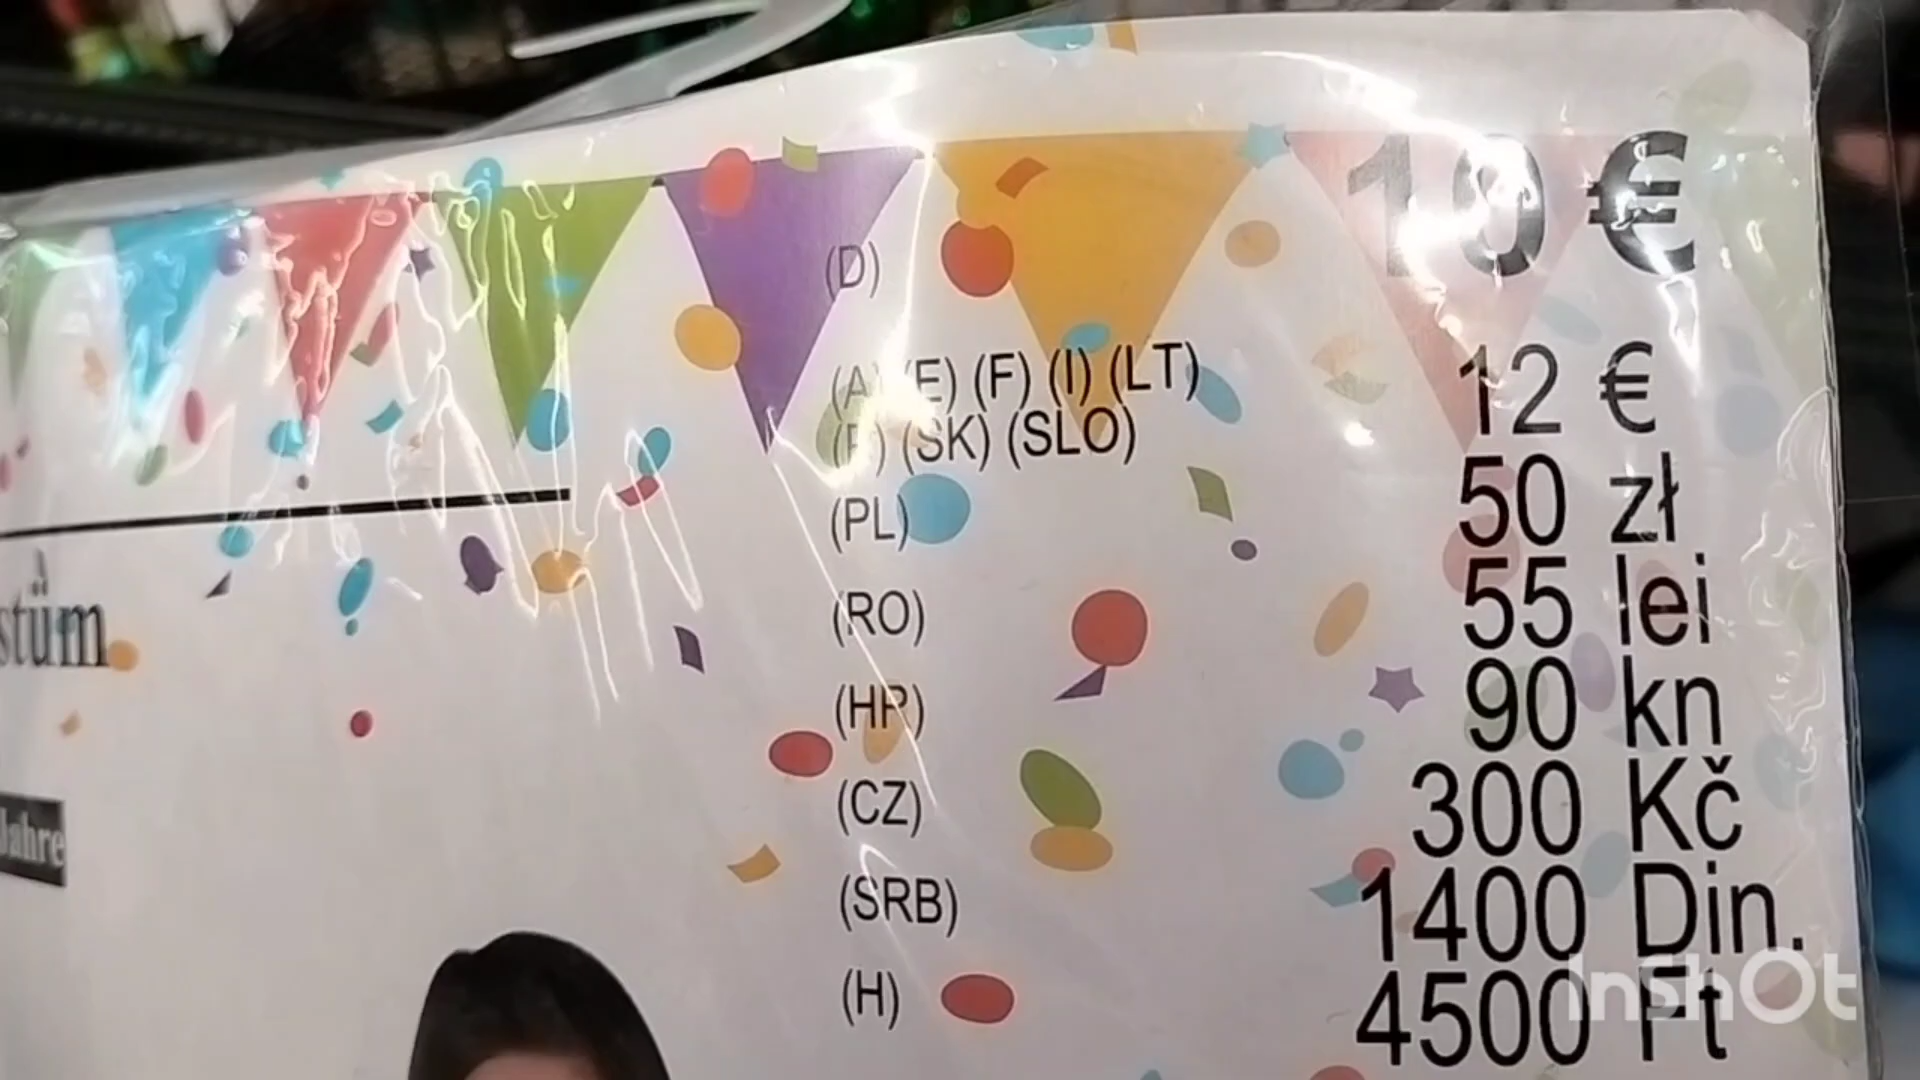 (D) 10 €
(A) (E) (F) (I) (LT) 12 €
(P) (SK) (SLO)
(PL) 50 zł
(RO) 55 lei
(HR) 90 kn
(CZ) 300 Kč
(SRB) 1400 Din.
(H) 4500 Ft
stüm
Jahre
InShOt